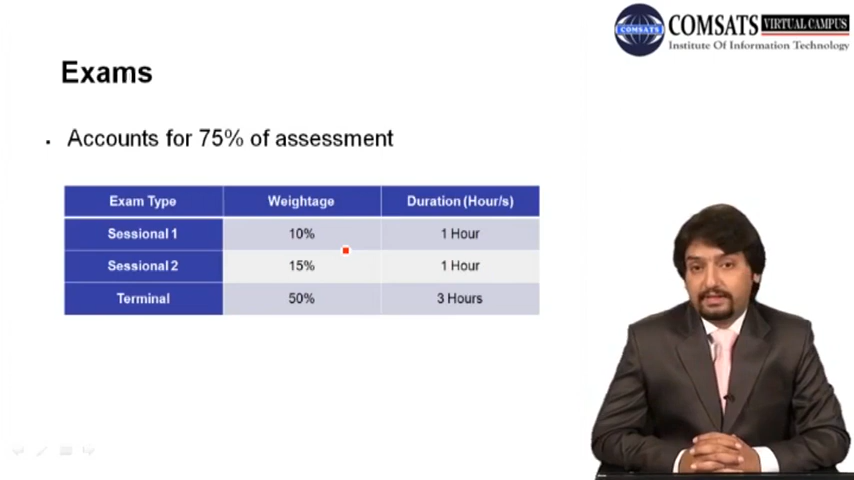 COMSATS VIRTUAL CAMPUS
Institute Of Information Technology
COMSATS
Exams
Accounts for 75% of assessment
Exam Type Weightage Duration (Hour/s)
Sessional 1 10% 1 Hour
Sessional 2 15% 1 Hour
Terminal 50% 3 Hours